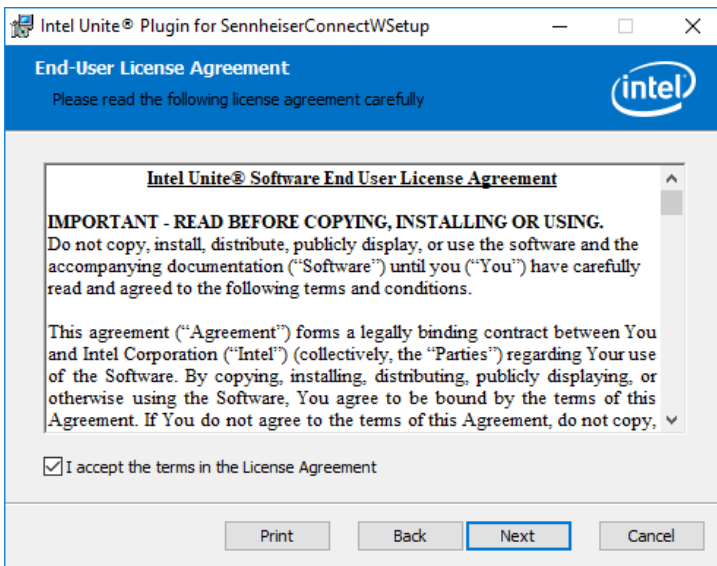 Intel Unite® Plugin for SennheiserConnectWSetup
End-User License Agreement
Please read the following license agreement carefully
intel
Intel Unite® Software End User License Agreement
IMPORTANT - READ BEFORE COPYING, INSTALLING OR USING.
Do not copy, install, distribute, publicly display, or use the software and the
accompanying documentation (“Software”) until you (“You”) have carefully
read and agreed to the following terms and conditions.
This agreement (“Agreement”) forms a legally binding contract between You
and Intel Corporation (“Intel”) (collectively, the “Parties”) regarding Your use
of the Software. By copying, installing, distributing, publicly displaying, or
otherwise using the Software, You agree to be bound by the terms of this
Agreement. If You do not agree to the terms of this Agreement, do not copy,
I accept the terms in the License Agreement
Print Back Next Cancel